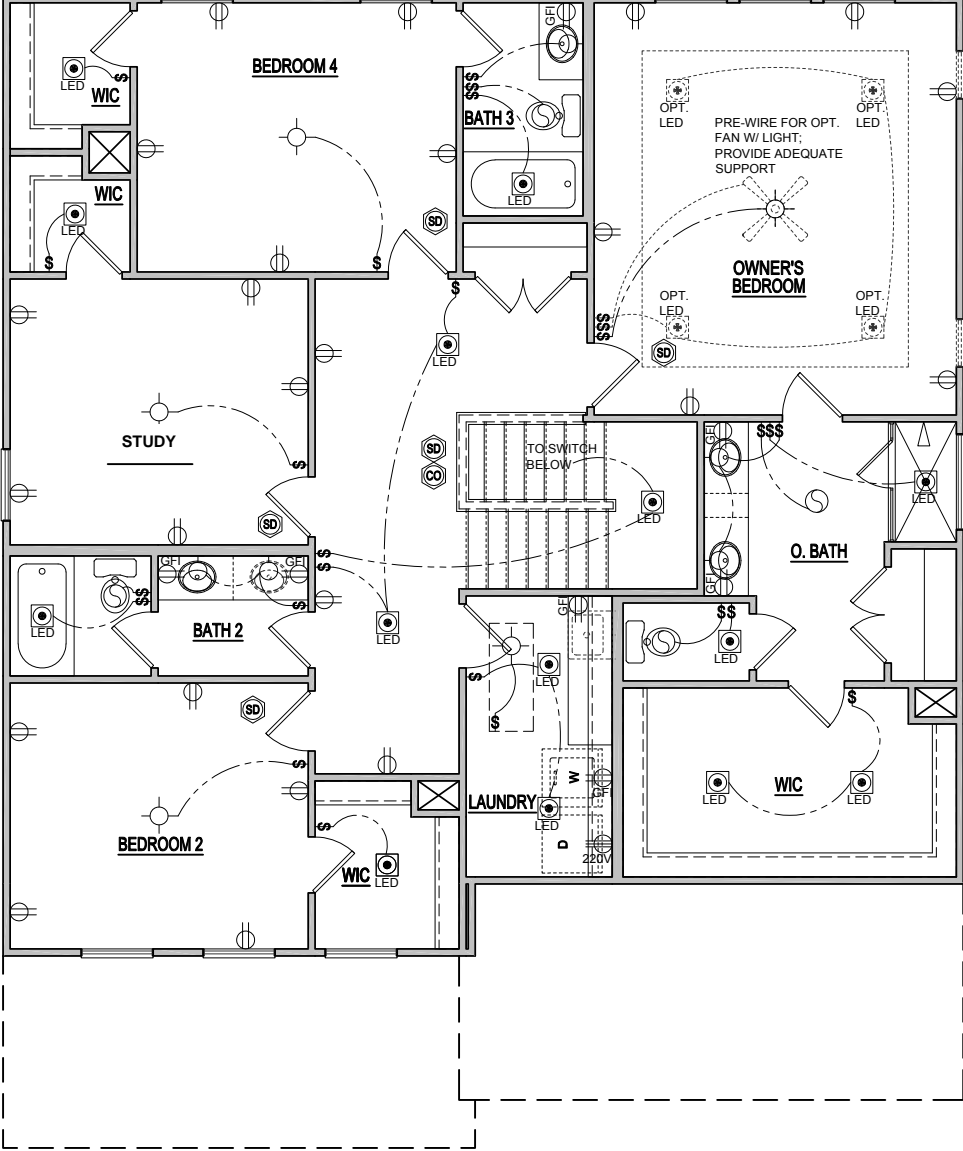 GFI
BEDROOM 4
LED
$
WIC
$
$
$
BATH 3
OPT.
LED
OPT.
LED
PRE-WIRE FOR OPT.
FAN W/ LIGHT;
PROVIDE ADEQUATE
SUPPORT
WIC
LED
LED
SD
$
$
$
OWNER'S
BEDROOM
OPT.
LED
OPT.
LED
$
$
$
SD
LED
STUDY
$
SD
SD
CO
TO SWITCH
BELOW
LED
GFI
$$$
LED
O. BATH
GFI
$
$
GFI
GFI
$
$
$
LED
BATH 2
LED
GFI
$$
LED
LED
$
$
SD
$
$
WIC
LED
LED
W
GFI
LAUNDRY
LED
D
220V
BEDROOM 2
$
WIC
LED